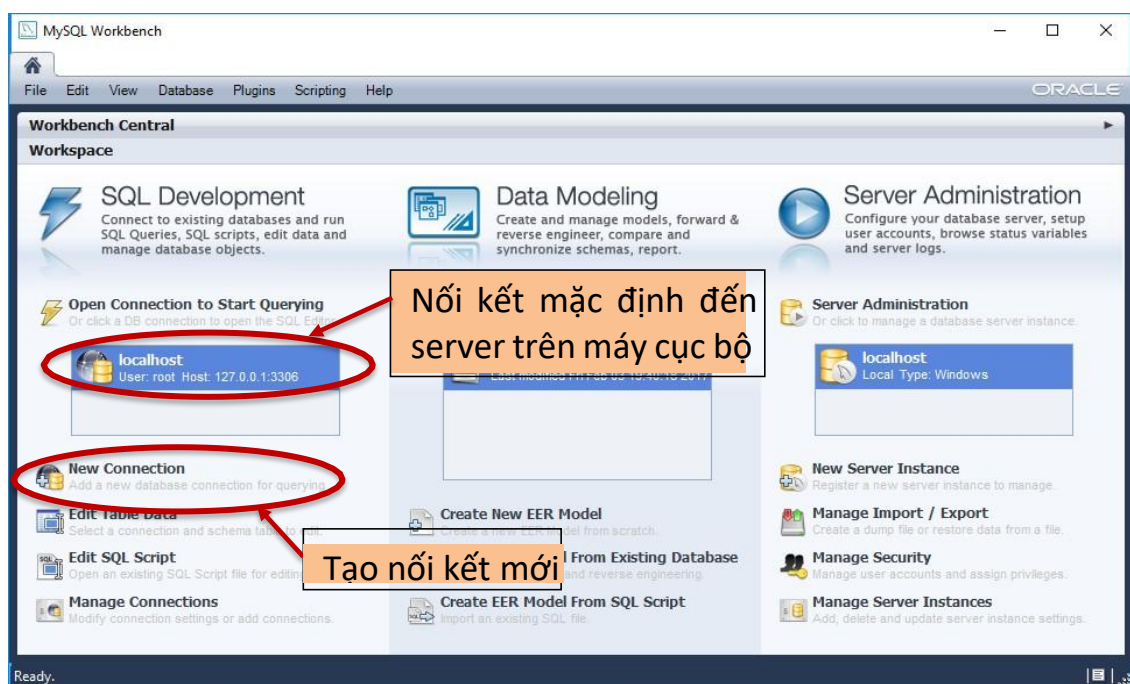 MySQL Workbench
File Edit View Database Plugins Scripting Help
ORACLE
Workbench Central
Workspace
SQL Development
Connect to existing databases and run
SQL Queries, SQL scripts, edit data and
manage database objects.
Open Connection to Start Querying
Or click a DB connection to open the SQL Editor
localhost
User: root Host: 127.0.0.1:3306
New Connection
Add a new database connection for querying.
Edit Table Data
Select a connection and schema table to edit.
Edit SQL Script
Open an existing SQL Script file for editing
Manage Connections
Modify connection settings or add connections.
Data Modeling
Create and manage models, forward &
reverse engineer, compare and
synchronize schemas, report.
Nối kết mặc định đến
server trên máy cục bộ
Create New EER Model
Create a new EER Model from scratch.
Tạo nối kết mới
From Existing Database
and reverse engineering.
Create EER Model From SQL Script
Import an existing SQL file.
Server Administration
Configure your database server, setup
user accounts, browse status variables
and server logs.
Server Administration
Or click to manage a database server instance.
localhost
Local Type: Windows
New Server Instance
Register a new server instance to manage.
Manage Import / Export
Create a dump file or restore data from a file.
Manage Security
Manage user accounts and assign privileges.
Manage Server Instances
Add, delete and update server instance settings.
Ready.